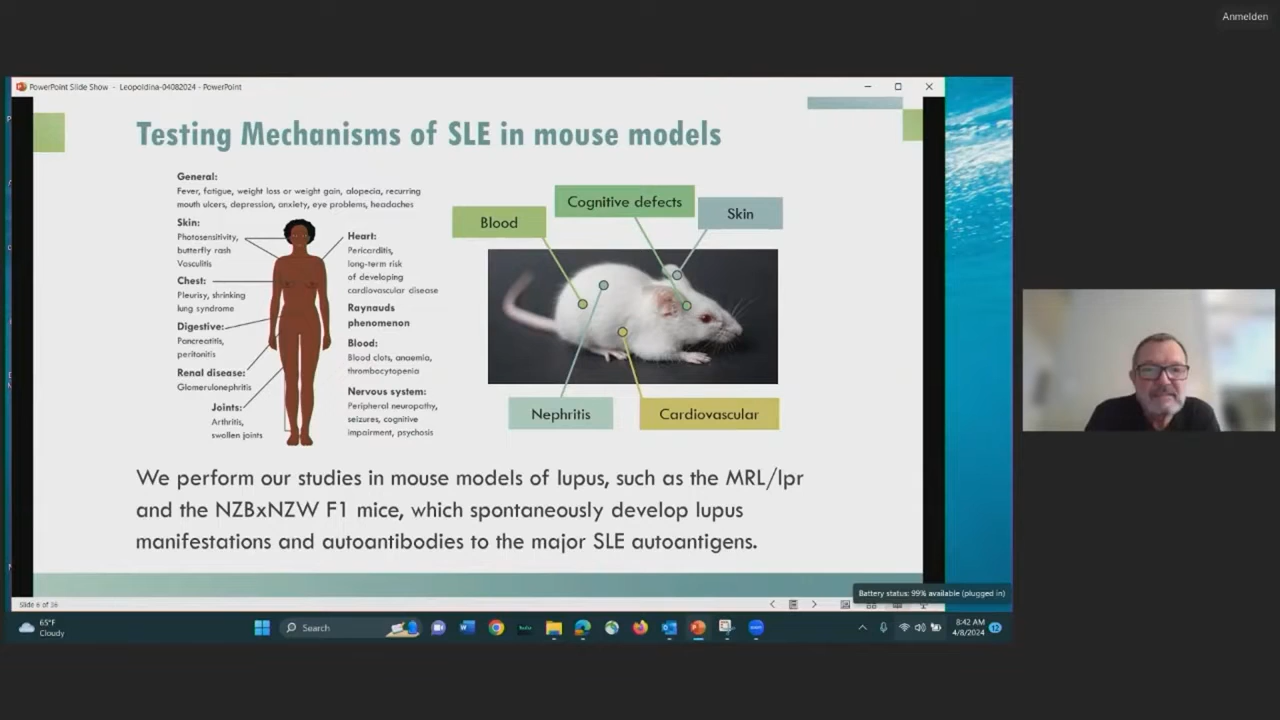 Anmelden
PowerPoint Slide Show - Leopoldina-04082024 - PowerPoint
Testing Mechanisms of SLE in mouse models
General:
Fever, fatigue, weight loss or weight gain, alopecia, recurring
mouth ulcers, depression, anxiety, eye problems, headaches
Skin:
Photosensitivity,
butterfly rash
Vasculitis
Chest:
Pleurisy, shrinking
lung syndrome
Digestive:
Pancreatitis,
peritonitis
Renal disease:
Glomerulonephritis
Joints:
Arthritis,
swollen joints
Heart:
Pericarditis,
long-term risk
of developing
cardiovascular disease
Raynauds
phenomenon
Blood:
Blood clots, anaemia,
thrombocytopenia
Nervous system:
Peripheral neuropathy,
seizures, cognitive
impairment, psychosis
Blood
Cognitive defects
Skin
Nephritis
Cardiovascular
We perform our studies in mouse models of lupus, such as the MRL/lpr
and the NZBxNZW F1 mice, which spontaneously develop lupus
manifestations and autoantibodies to the major SLE autoantigens.
Battery status: 99% available (plugged in)
Slide 6 of 36
65°F
Cloudy
Search
8:42 AM
4/8/2024
12